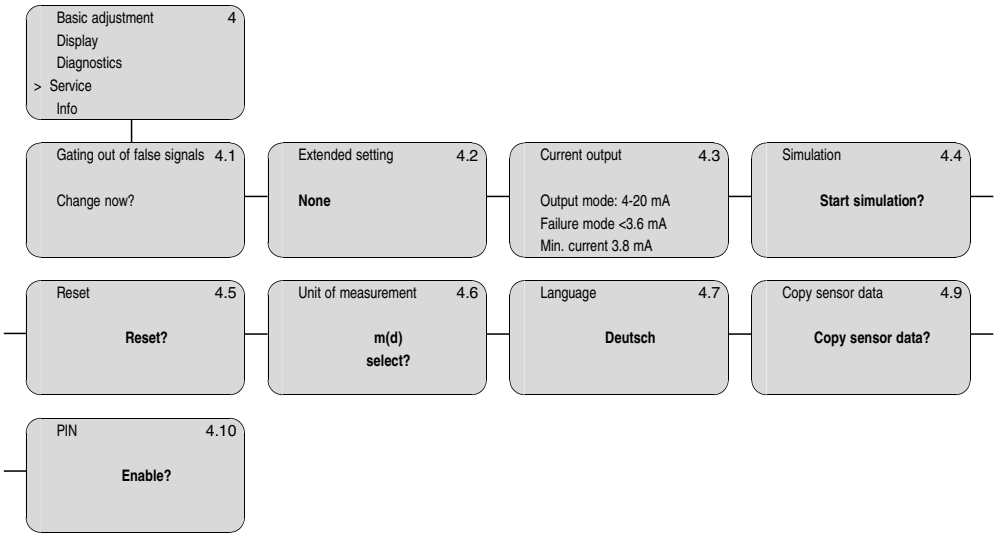 Basic adjustment 4
Display
Diagnostics
> Service
Info
Gating out of false signals 4.1
Change now?
Extended setting 4.2
None
Current output 4.3
Output mode: 4-20 mA
Failure mode <3.6 mA
Min. current 3.8 mA
Simulation 4.4
Start simulation?
Reset 4.5
Reset?
Unit of measurement 4.6
m(d)
select?
Language 4.7
Deutsch
Copy sensor data 4.9
Copy sensor data?
PIN 4.10
Enable?